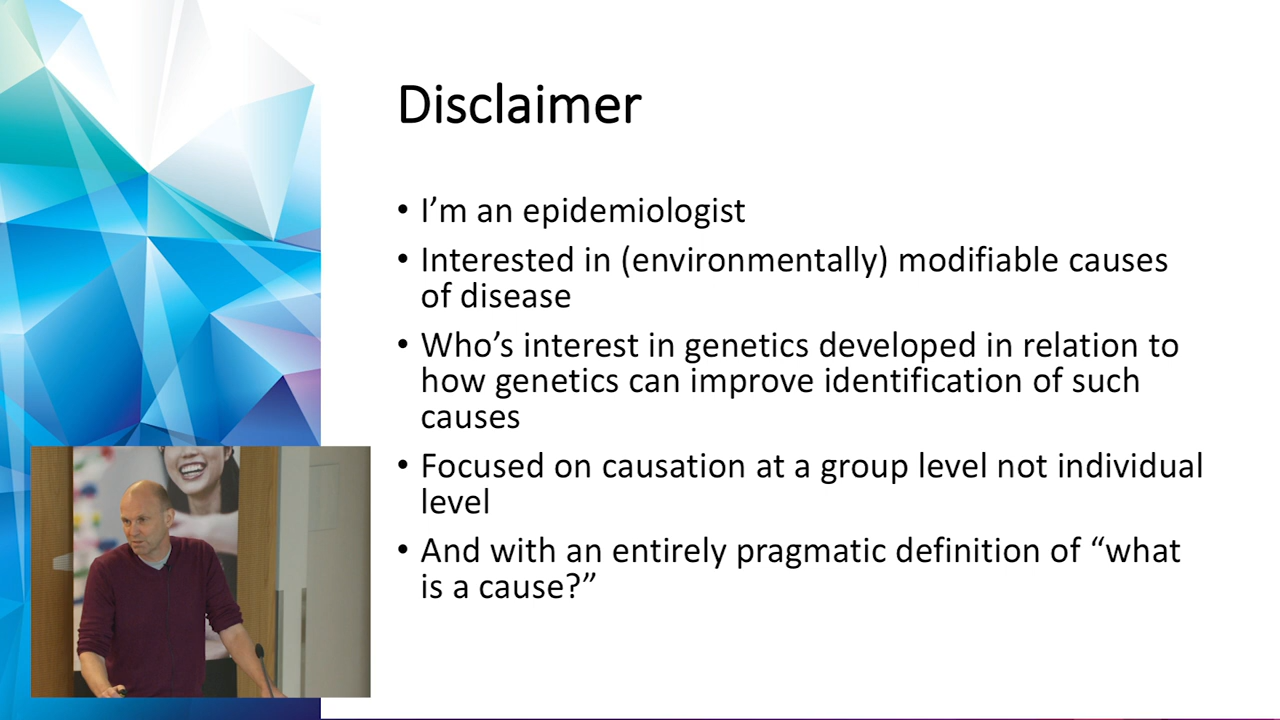 Disclaimer
• I’m an epidemiologist
• Interested in (environmentally) modifiable causes
of disease
• Who’s interest in genetics developed in relation to
how genetics can improve identification of such
causes
• Focused on causation at a group level not individual
level
• And with an entirely pragmatic definition of “what
is a cause?”